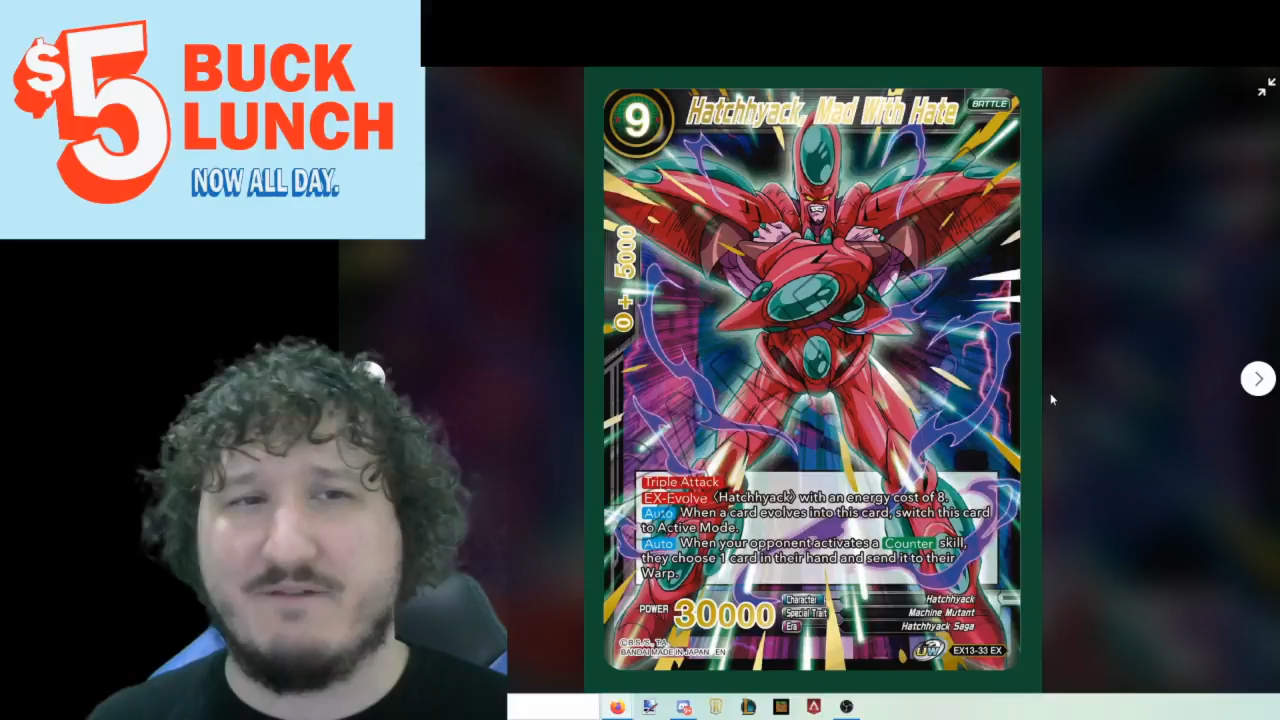 $5
BUCK
LUNCH
NOW ALL DAY.
9
Hatchhyack, Mad With Hate
BATTLE
0 + 5000
Triple Attack
EX-Evolve 〈Hatchhyack〉 with an energy cost of 8.
Auto When a card evolves into this card, switch this card
to Active Mode.
Auto When your opponent activates a Counter skill,
they choose 1 card in their hand and send it to their
Warp.
POWER 30000
Character Hatchhyack
Special Trait Machine Mutant
Era Hatchhyack Saga
©B.S./S., T.A.
BANDAI MADE IN JAPAN EN
UW EX13-33 EX